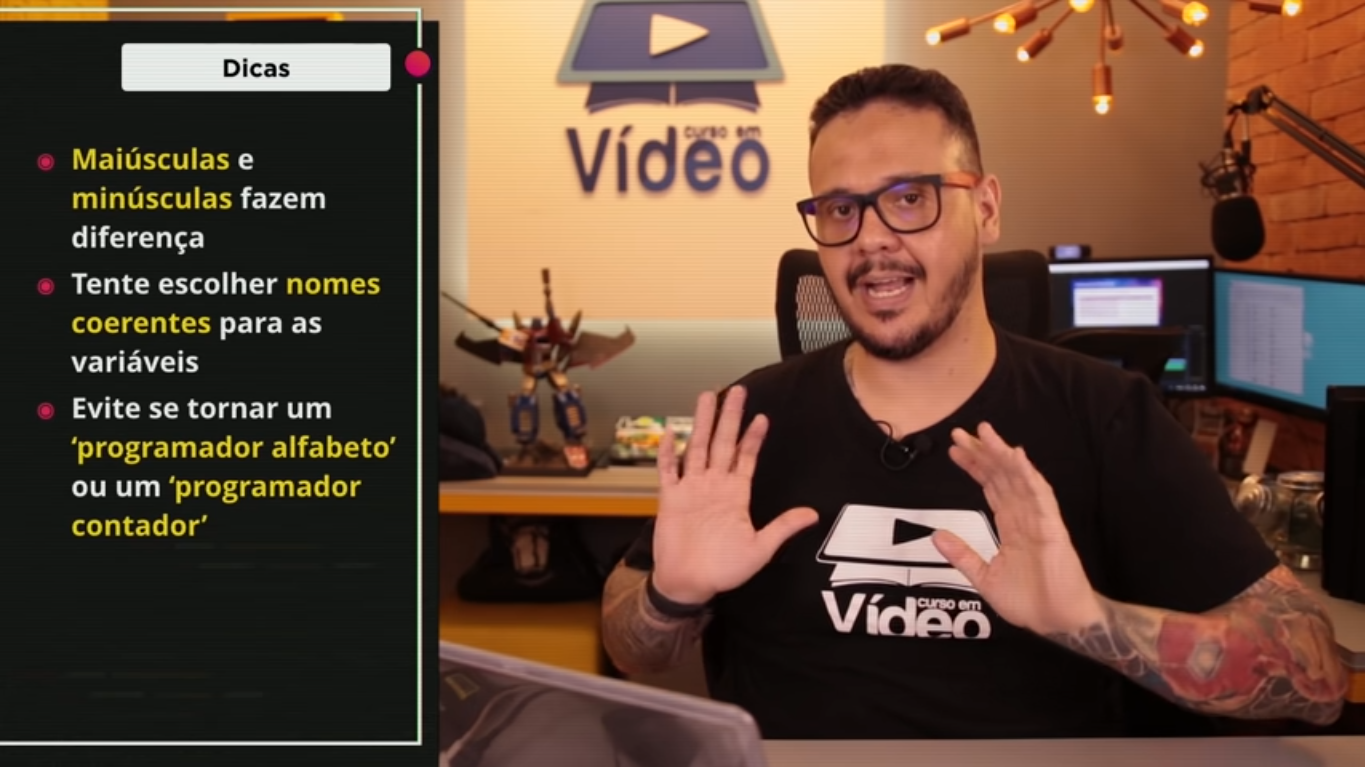 Dicas
Maiúsculas e
minúsculas fazem
diferença
Tente escolher nomes
coerentes para as
variáveis
Evite se tornar um
‘programador alfabeto’
ou um ‘programador
contador’
curso em
Vídeo
curso em
Vídeo